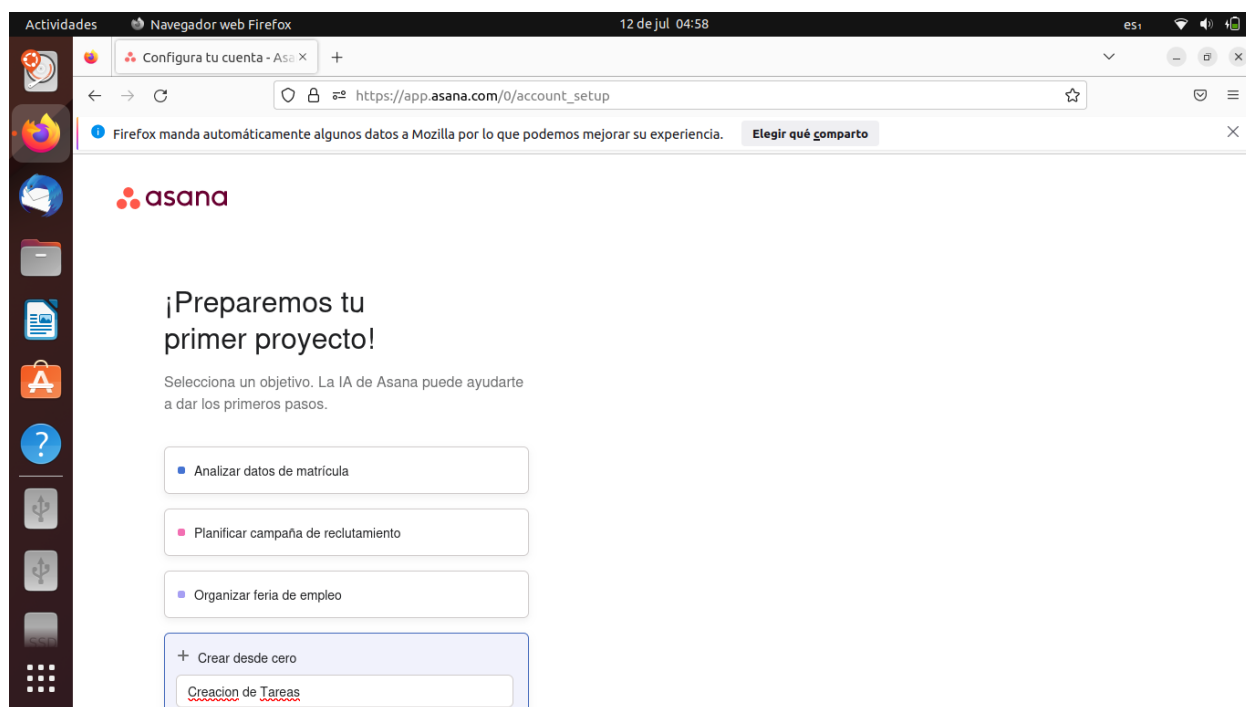 Actividades Navegador web Firefox 12 de jul 04:58 es₁
Configura tu cuenta - Asa
https://app.asana.com/0/account_setup
Firefox manda automáticamente algunos datos a Mozilla por lo que podemos mejorar su experiencia. Elegir qué comparto
asana
¡Preparemos tu
primer proyecto!
Selecciona un objetivo. La IA de Asana puede ayudarte
a dar los primeros pasos.
Analizar datos de matrícula
Planificar campaña de reclutamiento
Organizar feria de empleo
SSD
+ Crear desde cero
Creacion de Tareas